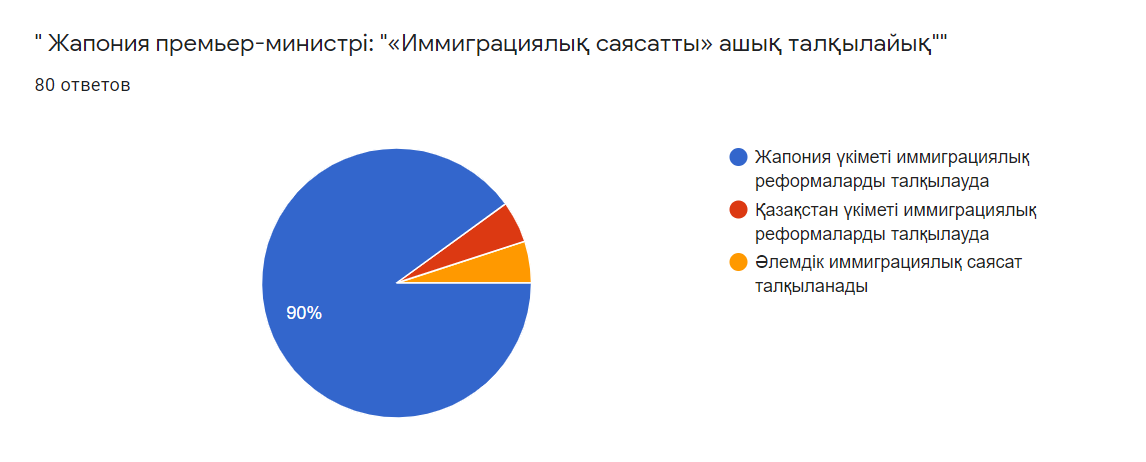 " Жапония премьер-министрі: "«Иммиграциялық саясатты» ашық талқылайық""
80 ответов
90%
Жапония үкіметі иммиграциялық
реформаларды талқылауда
Қазақстан үкіметі иммиграциялық
реформаларды талқылауда
Әлемдік иммиграциялық саясат
талқыланады